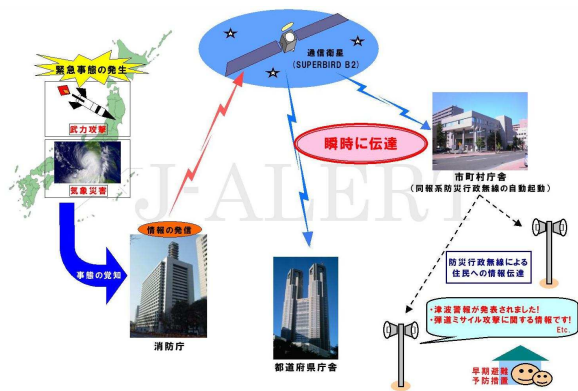 緊急事態の発生
武力攻撃
気象災害
事態の覚知
情報の発信
消防庁
通信衛星
(SUPERBIRD B2)
瞬時に伝達
都道府県庁舎
市町村庁舎
(同報系防災行政無線の自動起動)
防災行政無線による
住民への情報伝達
・津波警報が発表されました!
・弾道ミサイル攻撃に関する情報です!
Etc.
早期避難
予防措置
J-ALERT